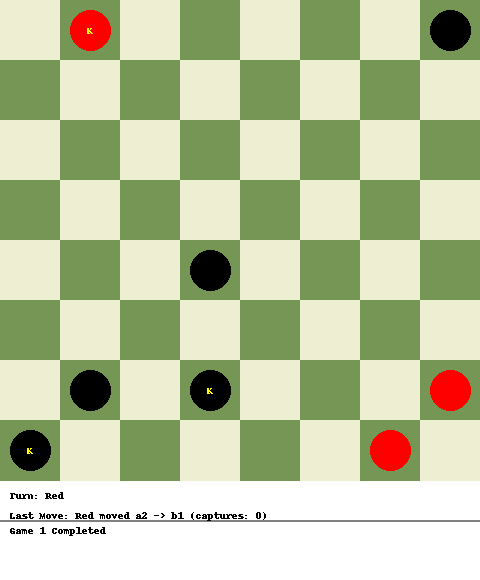 K
K
K
Turn: Red
Last Move: Red moved a2 -> b1 (captures: 0)
Game 1 Completed